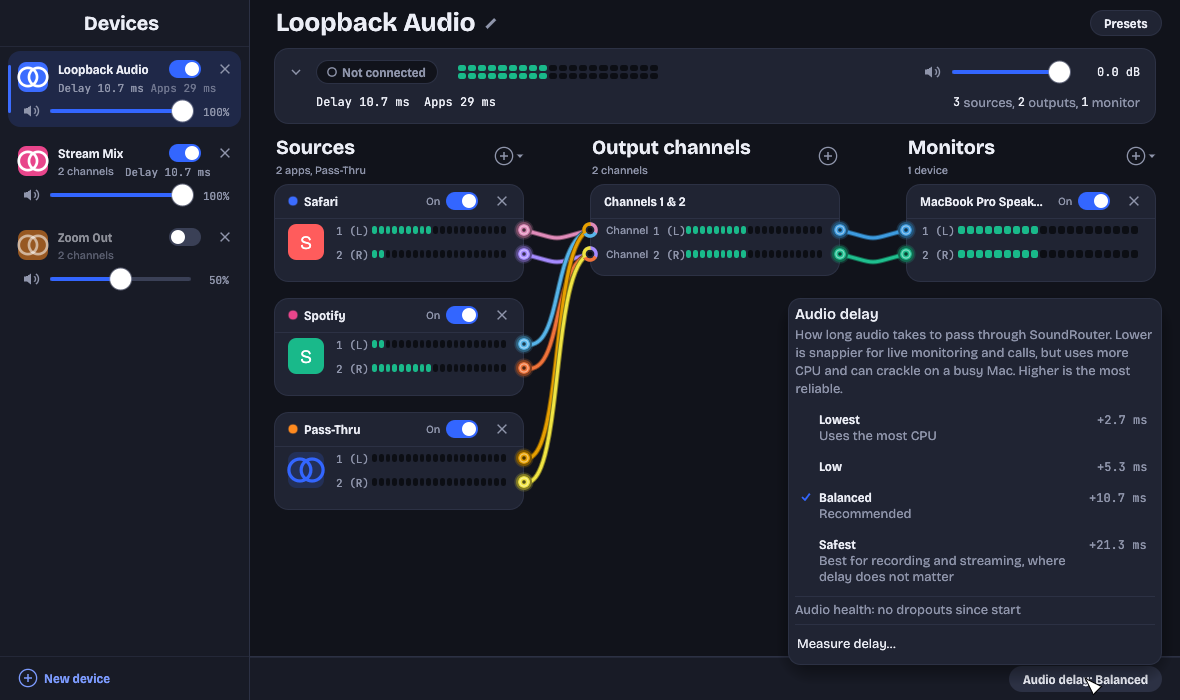 Devices
Loopback Audio
Delay 10.7 ms Apps 29 ms
100%
Stream Mix
2 channels Delay 10.7 ms
100%
Zoom Out
2 channels
50%
New device
Loopback Audio
Presets
Not connected
0.0 dB
Delay 10.7 ms Apps 29 ms
3 sources, 2 outputs, 1 monitor
Sources
2 apps, Pass-Thru
Safari On
S
1 (L)
2 (R)
Spotify On
S
1 (L)
2 (R)
Pass-Thru On
1 (L)
2 (R)
Output channels
2 channels
Channels 1 & 2
Channel 1 (L)
Channel 2 (R)
Monitors
1 device
MacBook Pro Speak... On
1 (L)
2 (R)
Audio delay
How long audio takes to pass through SoundRouter. Lower
is snappier for live monitoring and calls, but uses more
CPU and can crackle on a busy Mac. Higher is the most
reliable.
Lowest +2.7 ms
Uses the most CPU
Low +5.3 ms
Balanced +10.7 ms
Recommended
Safest +21.3 ms
Best for recording and streaming, where
delay does not matter
Audio health: no dropouts since start
Measure delay...
Audio delay Balanced